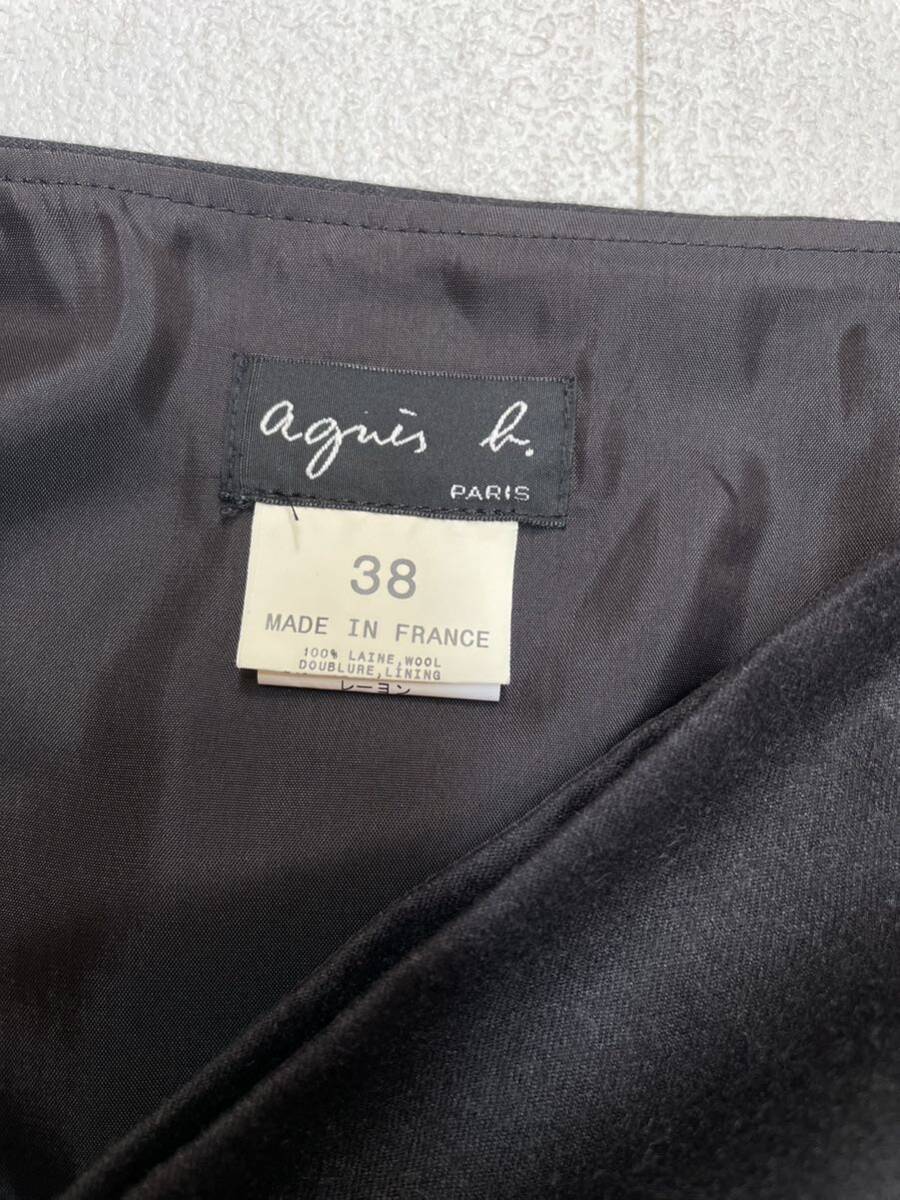 agnès b.
PARIS
38
MADE IN FRANCE
100% LAINE,WOOL
DOUBLURE,LINING
レーヨン